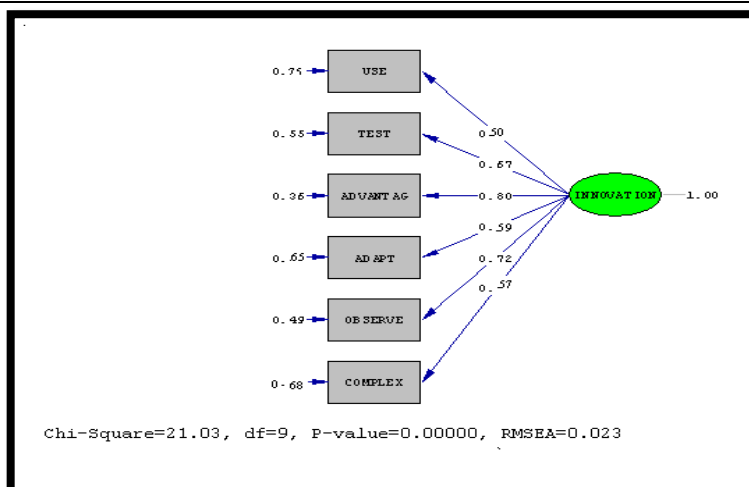 0.75 USE
0.50
0.55 TEST
0.67
0.36 ADVANTAG
0.80
INNOVATION 1.00
0.59
0.65 ADAPT
0.72
0.57
0.49 OBSERVE
0.68 COMPLEX
Chi-Square=21.03, df=9, P-value=0.00000, RMSEA=0.023